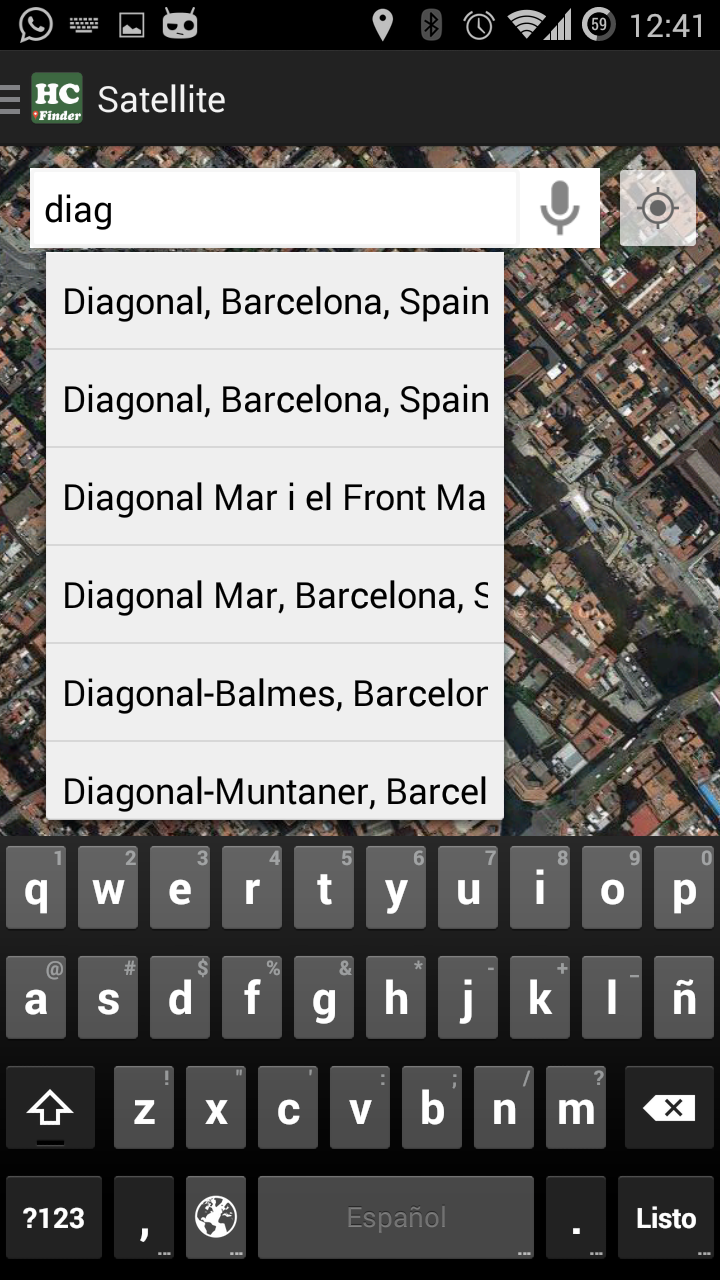 59 12:41
HC
Finder
Satellite
diag
Diagonal, Barcelona, Spain
Diagonal, Barcelona, Spain
Diagonal Mar i el Front Ma
Diagonal Mar, Barcelona, S
Diagonal-Balmes, Barcelon
Diagonal-Muntaner, Barcel
1 2 3 4 5 6 7 8 9 0
q w e r t y u i o p
@ # $ % & * - + _
a s d f g h j k l ñ
! " ' : ; / ?
z x c v b n m
?123 , Español . Listo